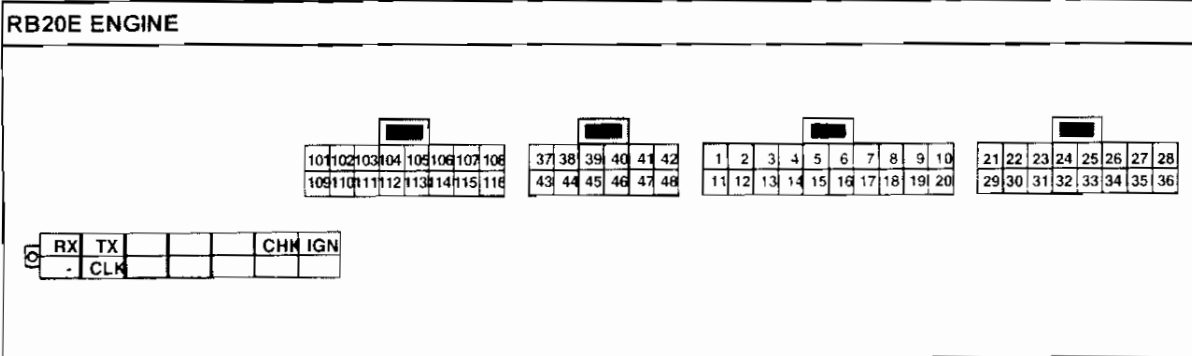 RB20E ENGINE
101 102 103 104 105 106 107 108 37 38 39 40 41 42 1 2 3 4 5 6 7 8 9 10 21 22 23 24 25 26 27 28
109 110 111 112 113 114 115 116 43 44 45 46 47 48 11 12 13 14 15 16 17 18 19 20 29 30 31 32 33 34 35 36
RX TX CHK IGN
- CLK